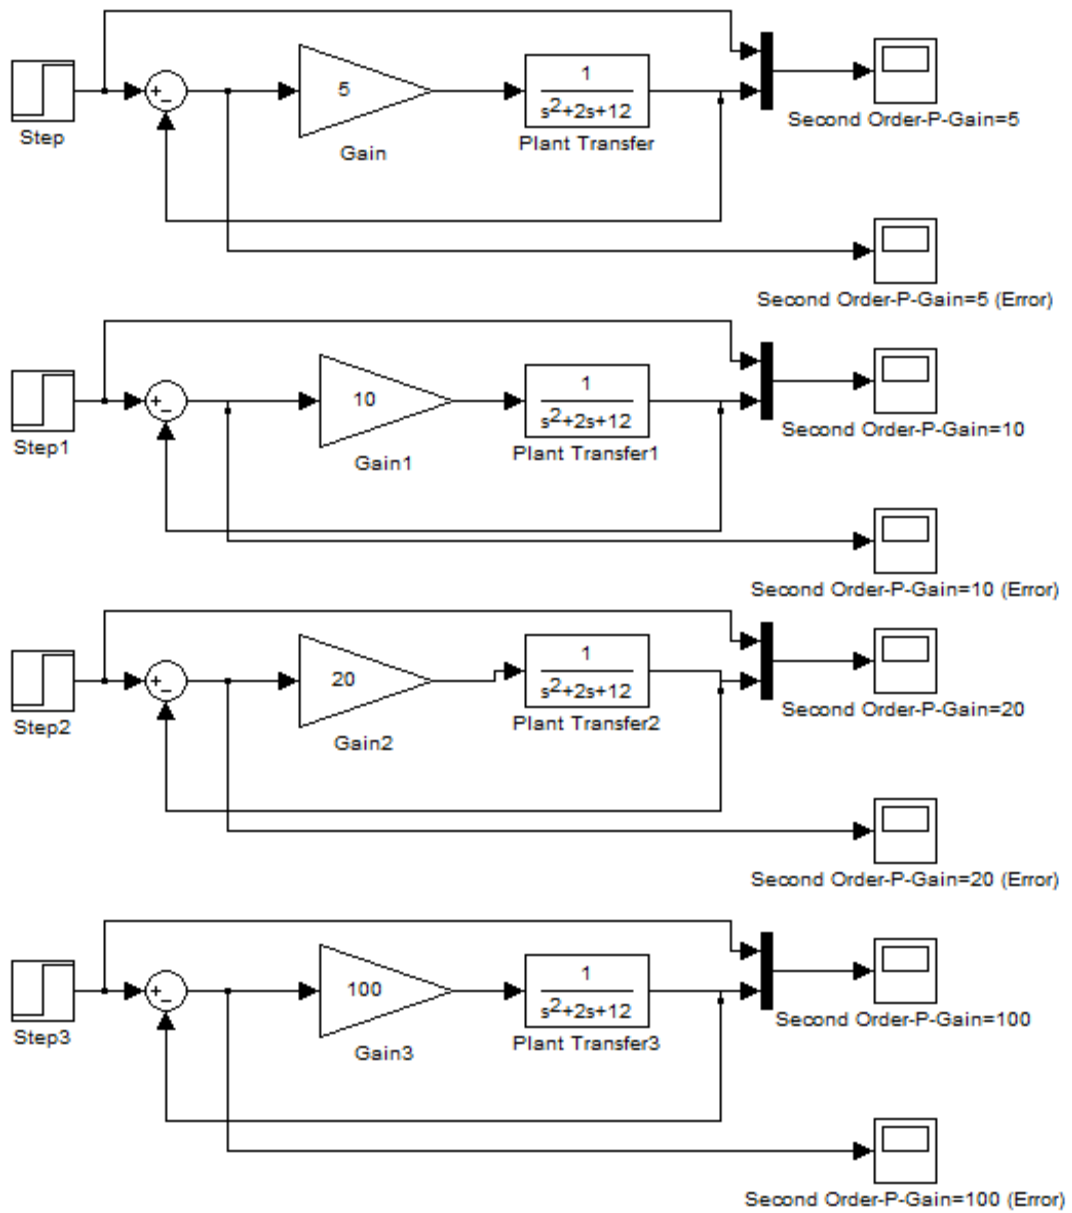 5
1
s²+2s+12
Step
Gain
Plant Transfer
Second Order-P-Gain=5
Second Order-P-Gain=5 (Error)
10
1
s²+2s+12
Step1
Gain1
Plant Transfer1
Second Order-P-Gain=10
Second Order-P-Gain=10 (Error)
20
1
s²+2s+12
Step2
Gain2
Plant Transfer2
Second Order-P-Gain=20
Second Order-P-Gain=20 (Error)
100
1
s²+2s+12
Step3
Gain3
Plant Transfer3
Second Order-P-Gain=100
Second Order-P-Gain=100 (Error)